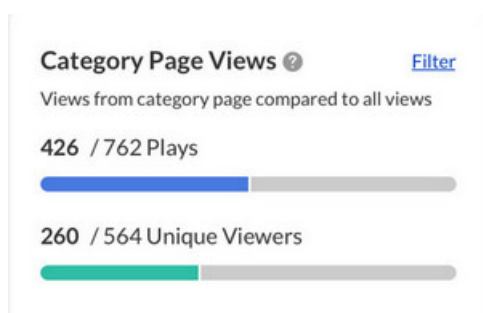 Category Page Views ? Filter
Views from category page compared to all views
426 / 762 Plays
260 / 564 Unique Viewers